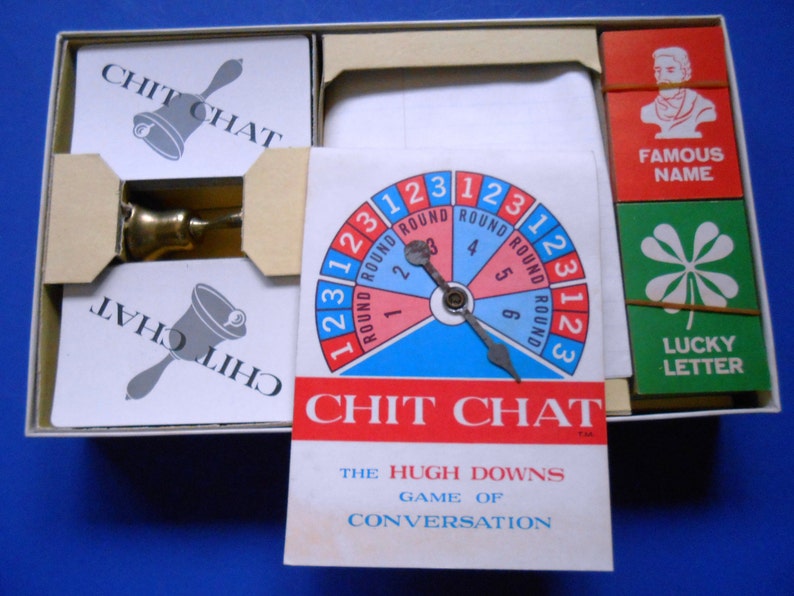 CHIT CHAT
CHIT CHAT
FAMOUS
NAME
LUCKY
LETTER
1 2 3 1 2 3 1 2 3 1 2 3 1 2 3 1 2 3
ROUND 1
ROUND 2
ROUND 3
ROUND 4
ROUND 5
ROUND 6
CHIT CHAT
T.M.
THE HUGH DOWNS
GAME OF
CONVERSATION